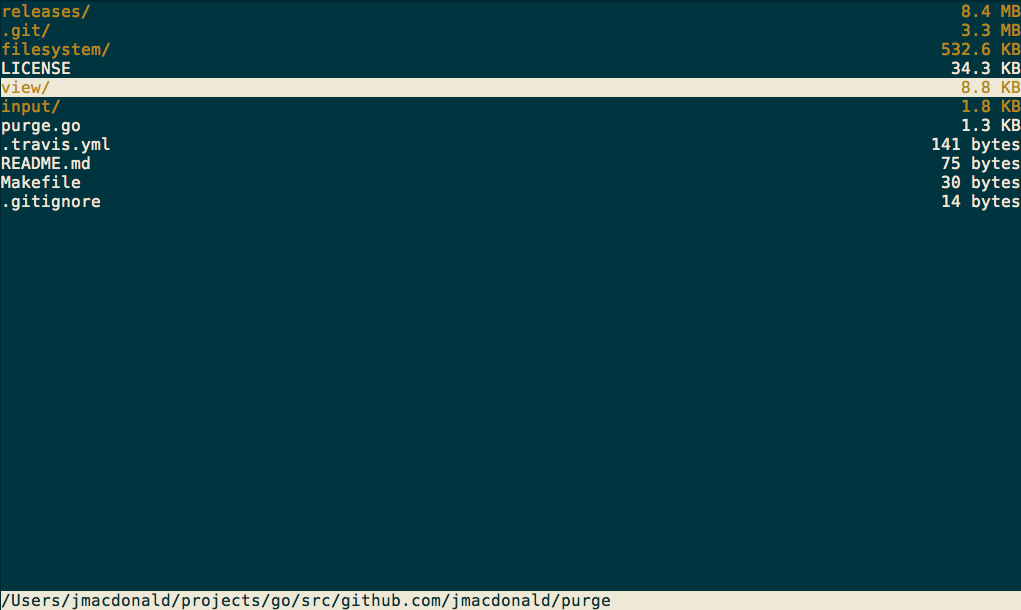 releases/ 8.4 MB
.git/ 3.3 MB
filesystem/ 532.6 KB
LICENSE 34.3 KB
view/ 8.8 KB
input/ 1.8 KB
purge.go 1.3 KB
.travis.yml 141 bytes
README.md 75 bytes
Makefile 30 bytes
.gitignore 14 bytes
/Users/jmacdonald/projects/go/src/github.com/jmacdonald/purge